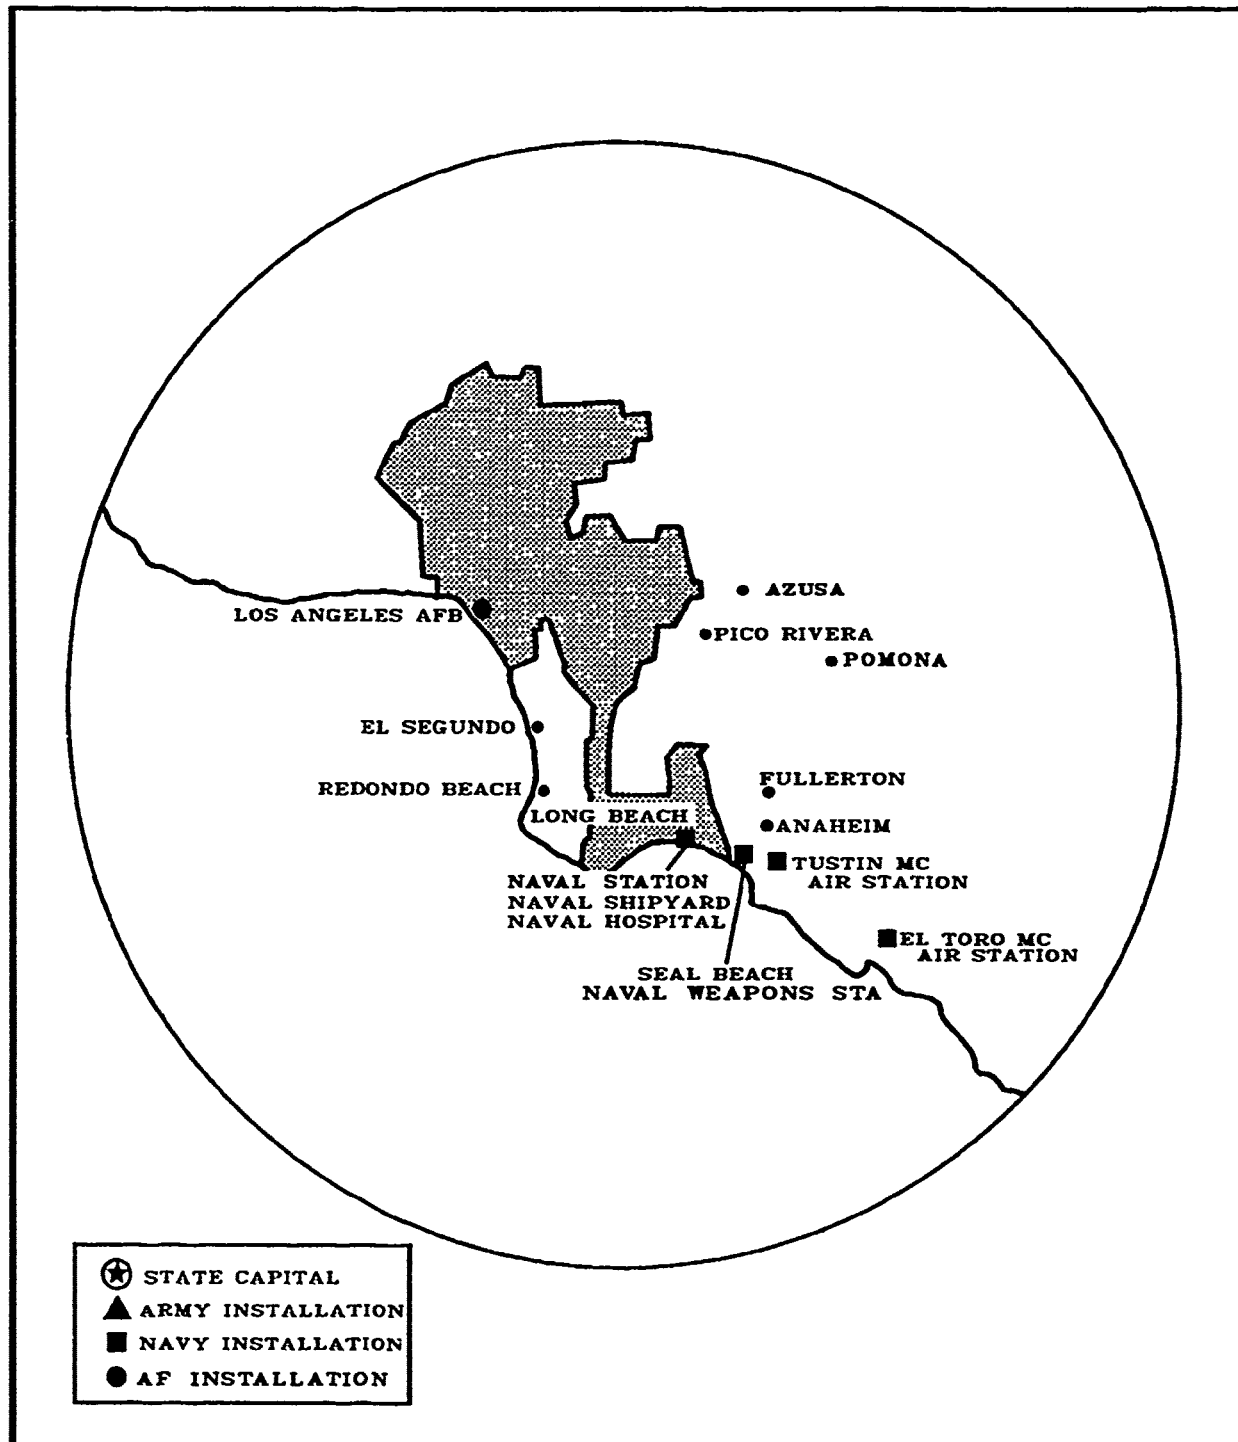 AZUSA
LOS ANGELES AFB
PICO RIVERA
POMONA
EL SEGUNDO
REDONDO BEACH
FULLERTON
LONG BEACH
ANAHEIM
TUSTIN MC
AIR STATION
NAVAL STATION
NAVAL SHIPYARD
NAVAL HOSPITAL
EL TORO MC
AIR STATION
SEAL BEACH
NAVAL WEAPONS STA
STATE CAPITAL
ARMY INSTALLATION
NAVY INSTALLATION
AF INSTALLATION